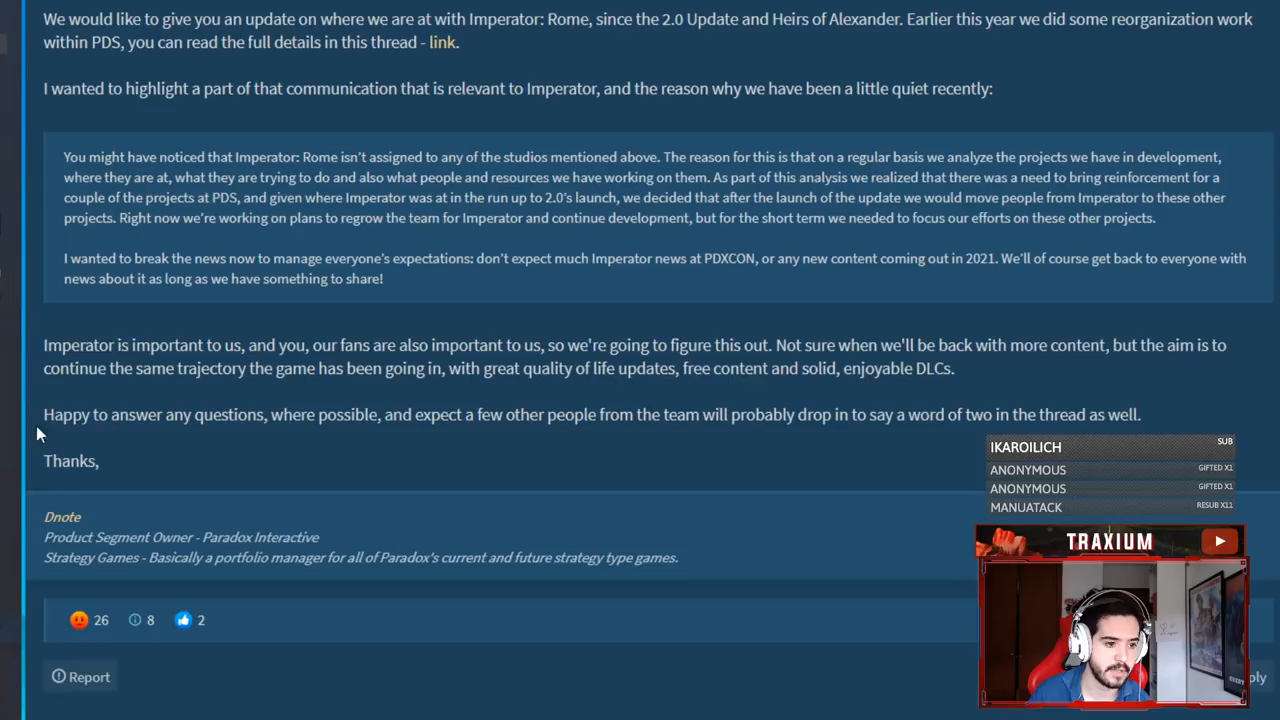 We would like to give you an update on where we are at with Imperator: Rome, since the 2.0 Update and Heirs of Alexander. Earlier this year we did some reorganization work
within PDS, you can read the full details in this thread - link.
I wanted to highlight a part of that communication that is relevant to Imperator, and the reason why we have been a little quiet recently:
You might have noticed that Imperator: Rome isn't assigned to any of the studios mentioned above. The reason for this is that on a regular basis we analyze the projects we have in development,
where they are at, what they are trying to do and also what people and resources we have working on them. As part of this analysis we realized that there was a need to bring reinforcement for a
couple of the projects at PDS, and given where Imperator was at in the run up to 2.0's launch, we decided that after the launch of the update we would move people from Imperator to these other
projects. Right now we're working on plans to regrow the team for Imperator and continue development, but for the short term we needed to focus our efforts on these other projects.
I wanted to break the news now to manage everyone's expectations: don't expect much Imperator news at PDXCON, or any new content coming out in 2021. We'll of course get back to everyone with
news about it as long as we have something to share!
Imperator is important to us, and you, our fans are also important to us, so we're going to figure this out. Not sure when we'll be back with more content, but the aim is to
continue the same trajectory the game has been going in, with great quality of life updates, free content and solid, enjoyable DLCs.
Happy to answer any questions, where possible, and expect a few other people from the team will probably drop in to say a word of two in the thread as well.
Thanks,
Dnote
Product Segment Owner - Paradox Interactive
Strategy Games - Basically a portfolio manager for all of Paradox's current and future strategy type games.
26 8 2
Report
IKAROILICH SUB
ANONYMOUS GIFTED X1
ANONYMOUS GIFTED X1
MANUATACK RESUB X11
TRAXIUM